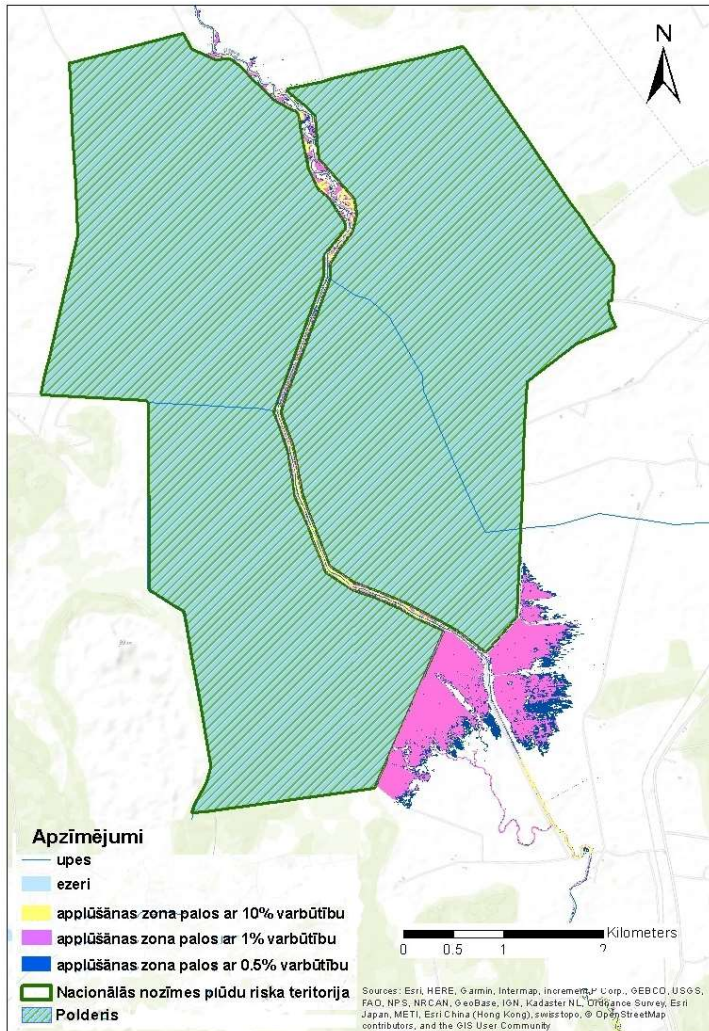 N
Apzīmējumi
upes
ezeri
applūšanas zona palos ar 10% varbūtību
applūšanas zona palos ar 1% varbūtību
applūšanas zona palos ar 0.5% varbūtību
Nacionālās nozīmes plūdu riska teritorija
Polderis
Kilometers
0 0.5 1 2
Sources: Esri, HERE, Garmin, Intermap, increment P Corp., GEBCO, USGS,
FAO, NPS, NRCAN, GeoBase, IGN, Kadaster NL, Ordnance Survey, Esri
Japan, METI, Esri China (Hong Kong), swisstopo, © OpenStreetMap
contributors, and the GIS User Community